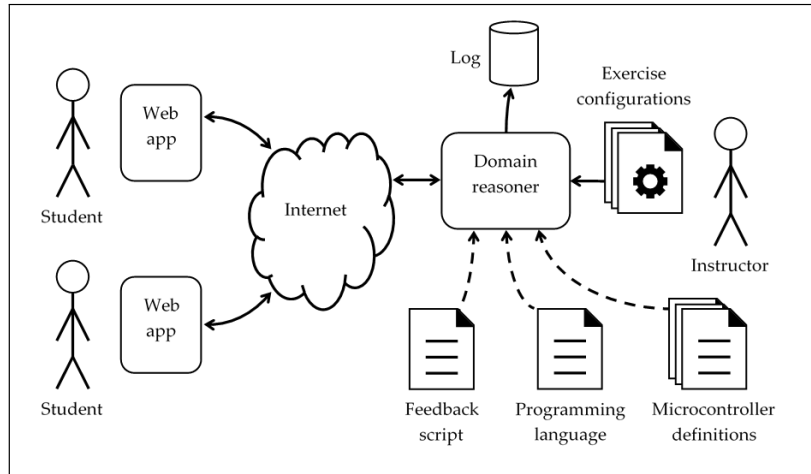 Log
Exercise
configurations
Web
app
Student
Internet
Domain
reasoner
Instructor
Web
app
Student
Feedback
script
Programming
language
Microcontroller
definitions